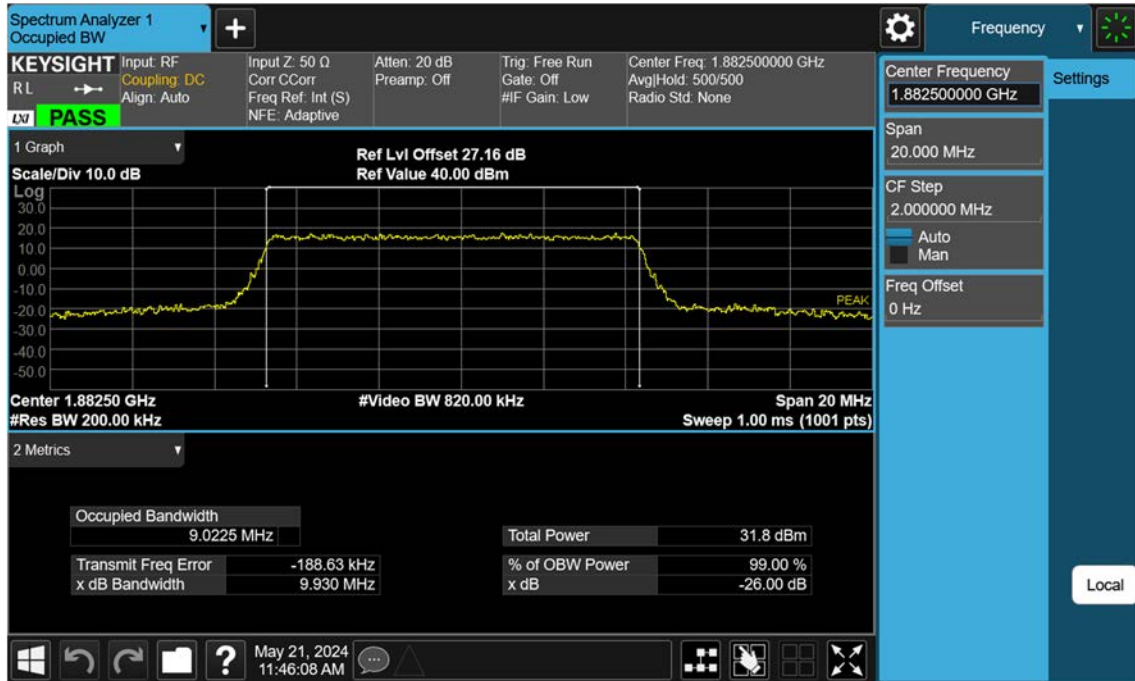 Spectrum Analyzer 1
Occupied BW
+
Frequency
KEYSIGHT
R L
LXI PASS
Input: RF
Coupling: DC
Align: Auto
Input Z: 50 Ω
Corr CCorr
Freq Ref: Int (S)
NFE: Adaptive
Atten: 20 dB
Preamp: Off
Trig: Free Run
Gate: Off
#IF Gain: Low
Center Freq: 1.882500000 GHz
Avg|Hold: 500/500
Radio Std: None
Center Frequency
1.882500000 GHz
Settings
Span
20.000 MHz
CF Step
2.000000 MHz
Auto
Man
Freq Offset
0 Hz
Local
1 Graph
Ref Lvl Offset 27.16 dB
Scale/Div 10.0 dB
Ref Value 40.00 dBm
Log
30.0
20.0
10.0
0.00
-10.0
-20.0
-30.0
-40.0
-50.0
PEAK
Center 1.88250 GHz
#Video BW 820.00 kHz
Span 20 MHz
#Res BW 200.00 kHz
Sweep 1.00 ms (1001 pts)
2 Metrics
Occupied Bandwidth
9.0225 MHz
Total Power 31.8 dBm
Transmit Freq Error -188.63 kHz
% of OBW Power 99.00 %
x dB Bandwidth 9.930 MHz
x dB -26.00 dB
?
May 21, 2024
11:46:08 AM